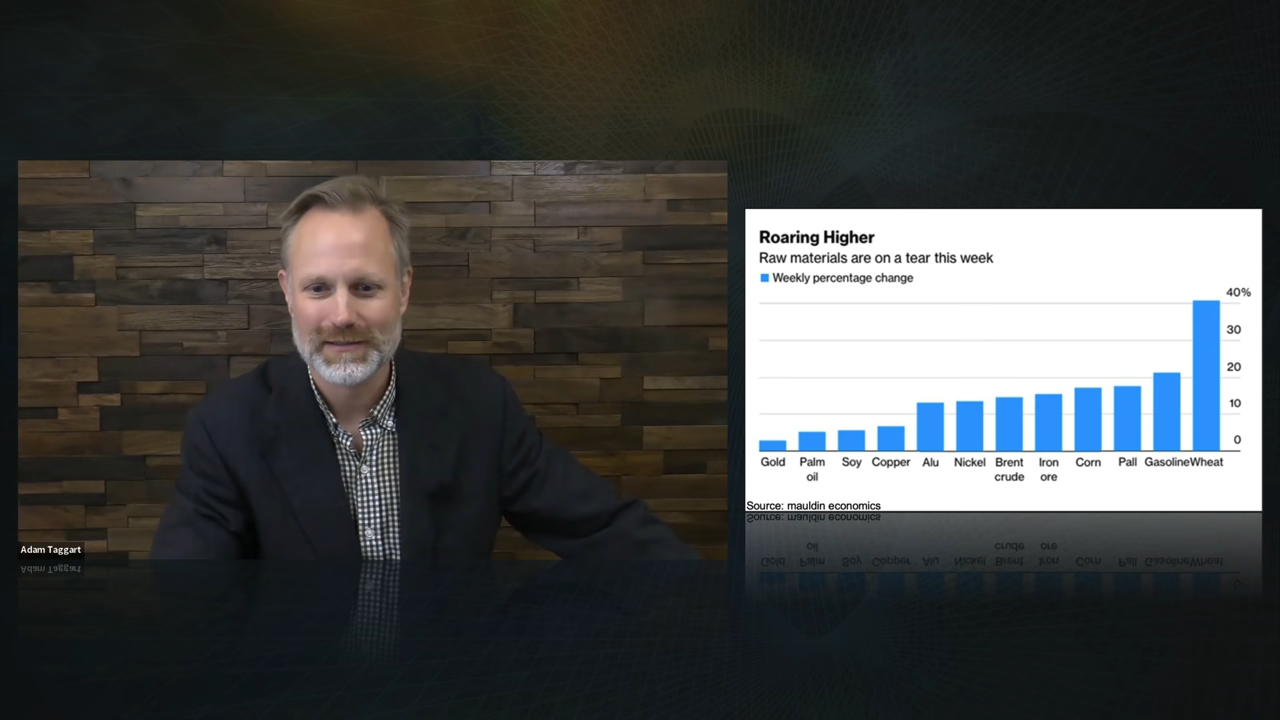 Roaring Higher
Raw materials are on a tear this week
Weekly percentage change
40%
30
20
10
0
Gold Palm oil Soy Copper Alu Nickel Brent crude Iron ore Corn Pall Gasoline Wheat
Source: mauldin economics
Adam Taggart